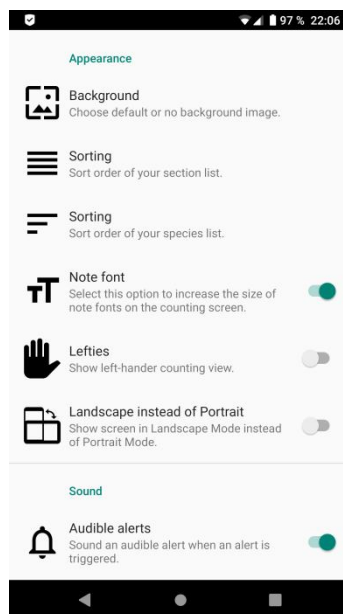 97 % 22:06
Appearance
Background
Choose default or no background image.
Sorting
Sort order of your section list.
Sorting
Sort order of your species list.
Note font
Select this option to increase the size of
note fonts on the counting screen.
Lefties
Show left-hander counting view.
Landscape instead of Portrait
Show screen in Landscape Mode instead
of Portrait Mode.
Sound
Audible alerts
Sound an audible alert when an alert is
triggered.